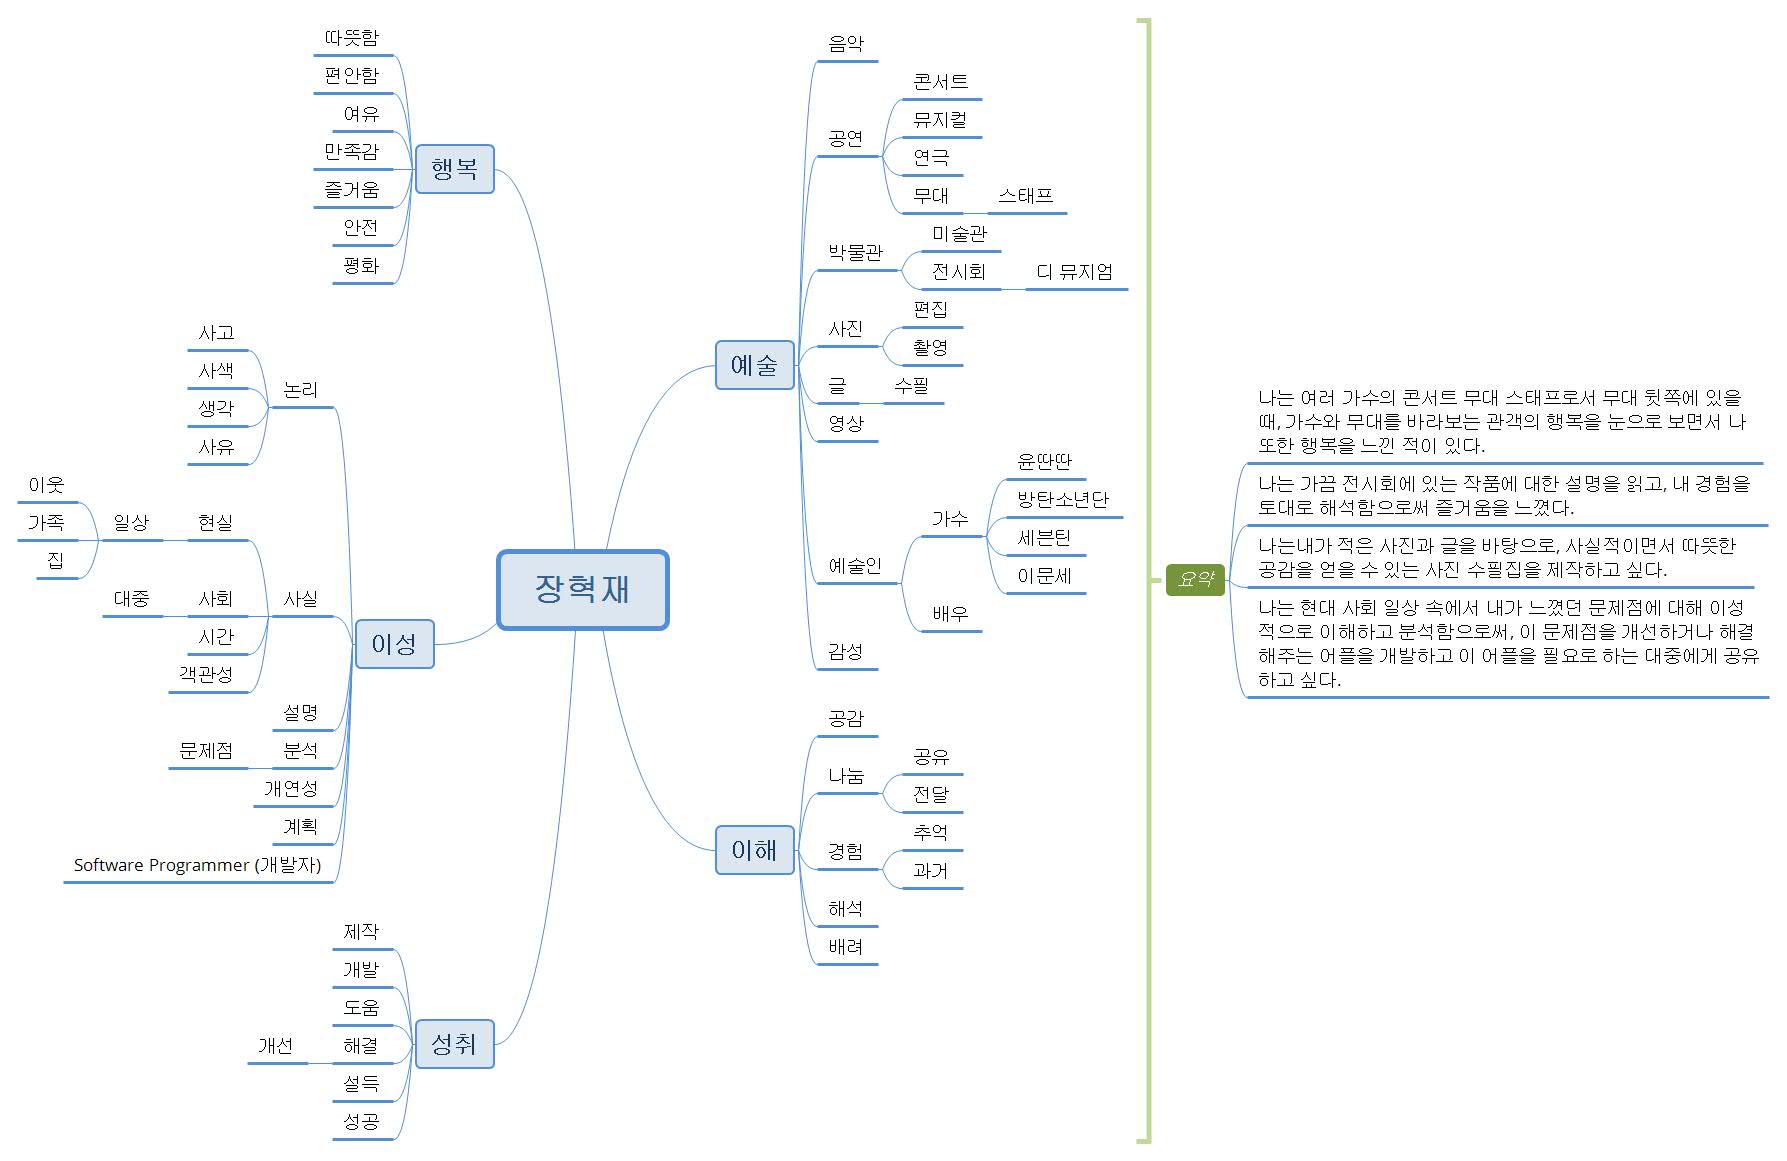 장혁재
행복
따뜻함
편안함
여유
만족감
즐거움
안전
평화
이성
논리
사고
사색
생각
사유
사실
현실
일상
이웃
가족
집
사회
대중
시간
객관성
설명
분석
문제점
개연성
계획
Software Programmer (개발자)
성취
제작
개발
도움
해결
개선
설득
성공
예술
음악
공연
콘서트
뮤지컬
연극
무대
스태프
박물관
미술관
전시회
디 뮤지엄
사진
편집
촬영
글
수필
영상
예술인
가수
윤딴딴
방탄소년단
세븐틴
이문세
배우
감성
이해
공감
나눔
공유
전달
경험
추억
과거
해석
배려
요약
나는 여러 가수의 콘서트 무대 스태프로서 무대 뒷쪽에 있을
때, 가수와 무대를 바라보는 관객의 행복을 눈으로 보면서 나
또한 행복을 느낀 적이 있다.
나는 가끔 전시회에 있는 작품에 대한 설명을 읽고, 내 경험을
토대로 해석함으로써 즐거움을 느꼈다.
나는내가 적은 사진과 글을 바탕으로, 사실적이면서 따뜻한
공감을 얻을 수 있는 사진 수필집을 제작하고 싶다.
나는 현대 사회 일상 속에서 내가 느꼈던 문제점에 대해 이성
적으로 이해하고 분석함으로써, 이 문제점을 개선하거나 해결
해주는 어플을 개발하고 이 어플을 필요로 하는 대중에게 공유
하고 싶다.